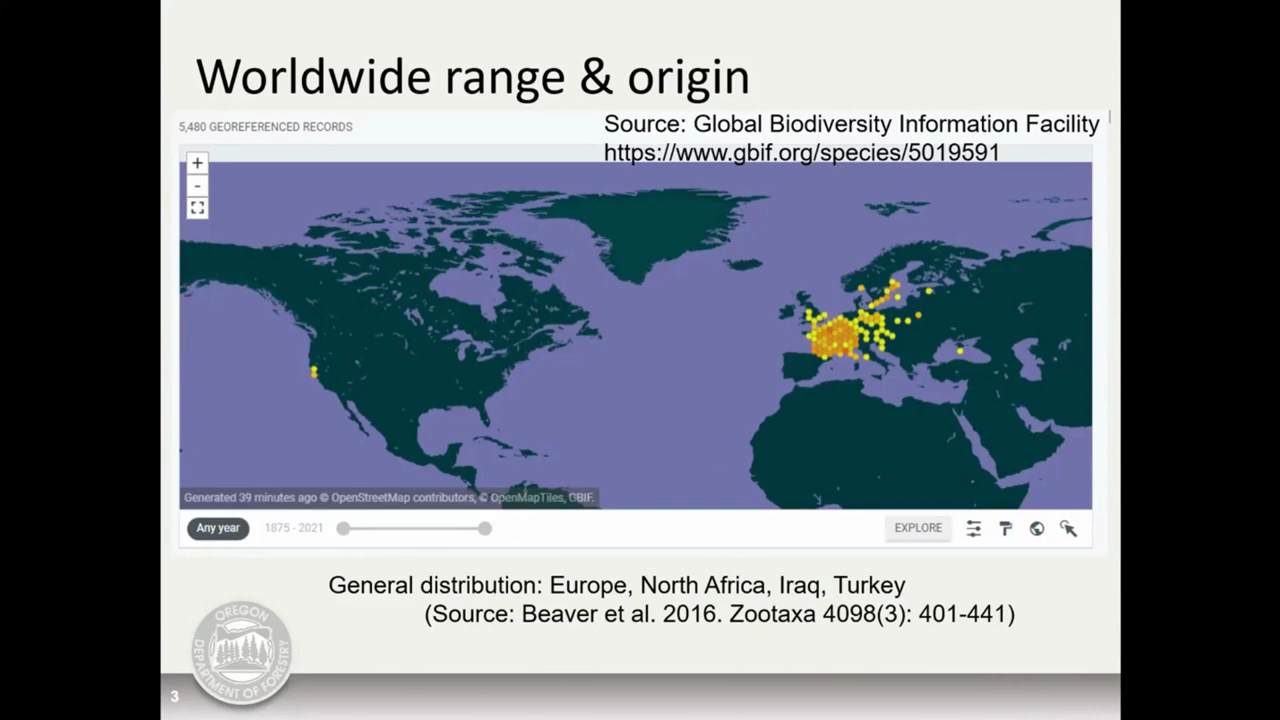 Worldwide range & origin
5,480 GEOREFERENCED RECORDS
Source: Global Biodiversity Information Facility
https://www.gbif.org/species/5019591
+
-
Generated 39 minutes ago © OpenStreetMap contributors, © OpenMapTiles, GBIF.
Any year
1875 - 2021
EXPLORE
General distribution: Europe, North Africa, Iraq, Turkey
(Source: Beaver et al. 2016. Zootaxa 4098(3): 401-441)
OREGON
DEPARTMENT OF FORESTRY
3